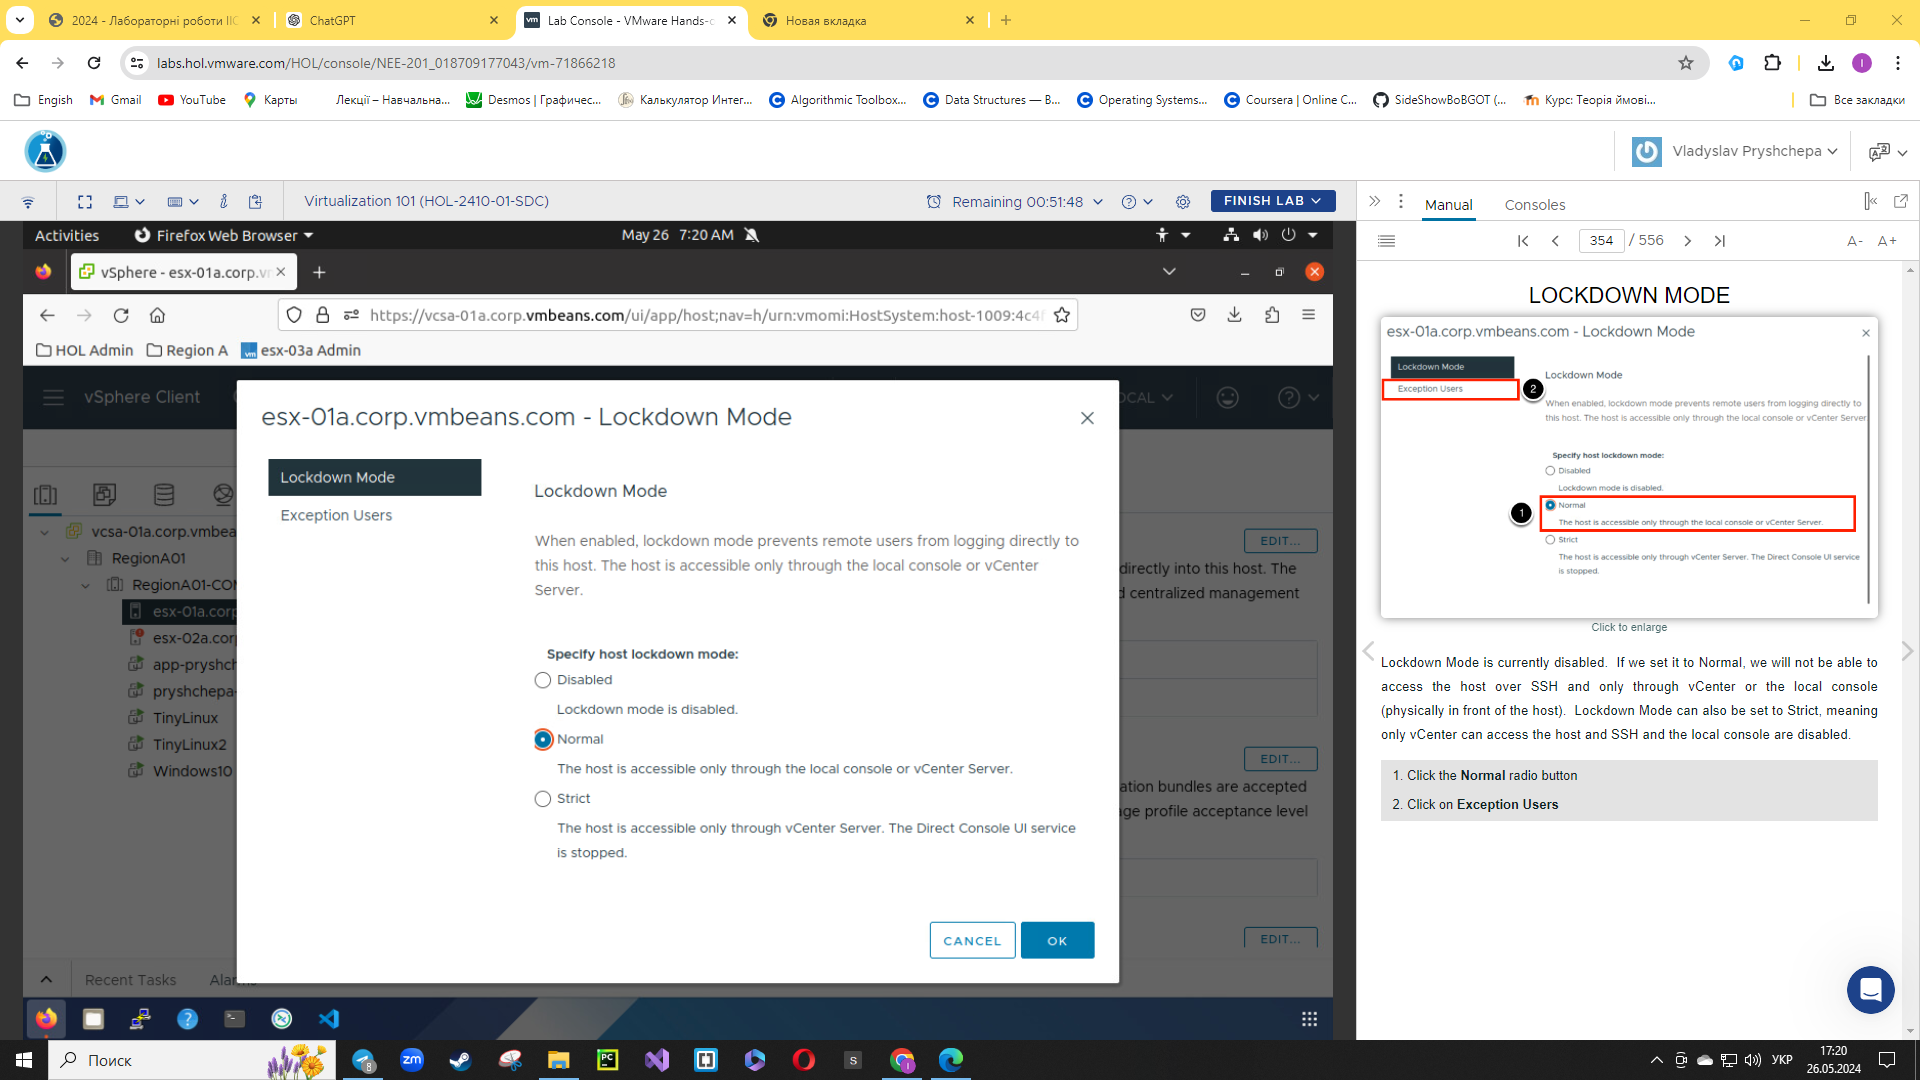 2024 - Лабораторні роботи ІІС
ChatGPT
Lab Console - VMware Hands-o
Новая вкладка
labs.hol.vmware.com/HOL/console/NEE-201_018709177043/vm-71866218
Engish
Gmail
YouTube
Карты
Лекції – Навчальна...
Desmos | Графичес...
Калькулятор Интег...
Algorithmic Toolbox...
Data Structures — В...
Operating Systems...
Coursera | Online C...
SideShowBoBGOT (...
Курс: Теорія ймові...
Все закладки
Vladyslav Pryshchepa
Virtualization 101 (HOL-2410-01-SDC)
Remaining 00:51:48
FINISH LAB
Manual
Consoles
Activities
Firefox Web Browser
May 26 7:20 AM
354 / 556
A- A+
vSphere - esx-01a.corp.v
https://vcsa-01a.corp.vmbeans.com/ui/app/host;nav=h/urn:vmomi:HostSystem:host-1009:4c4
HOL Admin
Region A
esx-03a Admin
vSphere Client
OCAL
esx-01a.corp.vmbeans.com - Lockdown Mode
Lockdown Mode
Exception Users
Lockdown Mode
When enabled, lockdown mode prevents remote users from logging directly to
this host. The host is accessible only through the local console or vCenter
Server.
Specify host lockdown mode:
Disabled
Lockdown mode is disabled.
Normal
The host is accessible only through the local console or vCenter Server.
Strict
The host is accessible only through vCenter Server. The Direct Console UI service
is stopped.
CANCEL
OK
vcsa-01a.corp.vmbea
RegionA01
RegionA01-CO
esx-01a.corp
esx-02a.corp
app-pryshch
pryshchepa-
TinyLinux
TinyLinux2
Windows10
EDIT...
directly into this host. The
d centralized management
EDIT...
ation bundles are accepted
age profile acceptance level
EDIT...
Recent Tasks
Alarms
LOCKDOWN MODE
esx-01a.corp.vmbeans.com - Lockdown Mode
Lockdown Mode
Exception Users
2
Lockdown Mode
When enabled, lockdown mode prevents remote users from logging directly to
this host. The host is accessible only through the local console or vCenter Server
Specify host lockdown mode:
Disabled
Lockdown mode is disabled.
1
Normal
The host is accessible only through the local console or vCenter Server.
Strict
The host is accessible only through vCenter Server. The Direct Console UI service
is stopped.
Click to enlarge
Lockdown Mode is currently disabled. If we set it to Normal, we will not be able to
access the host over SSH and only through vCenter or the local console
(physically in front of the host). Lockdown Mode can also be set to Strict, meaning
only vCenter can access the host and SSH and the local console are disabled.
1. Click the Normal radio button
2. Click on Exception Users
Поиск
УКР
17:20
26.05.2024